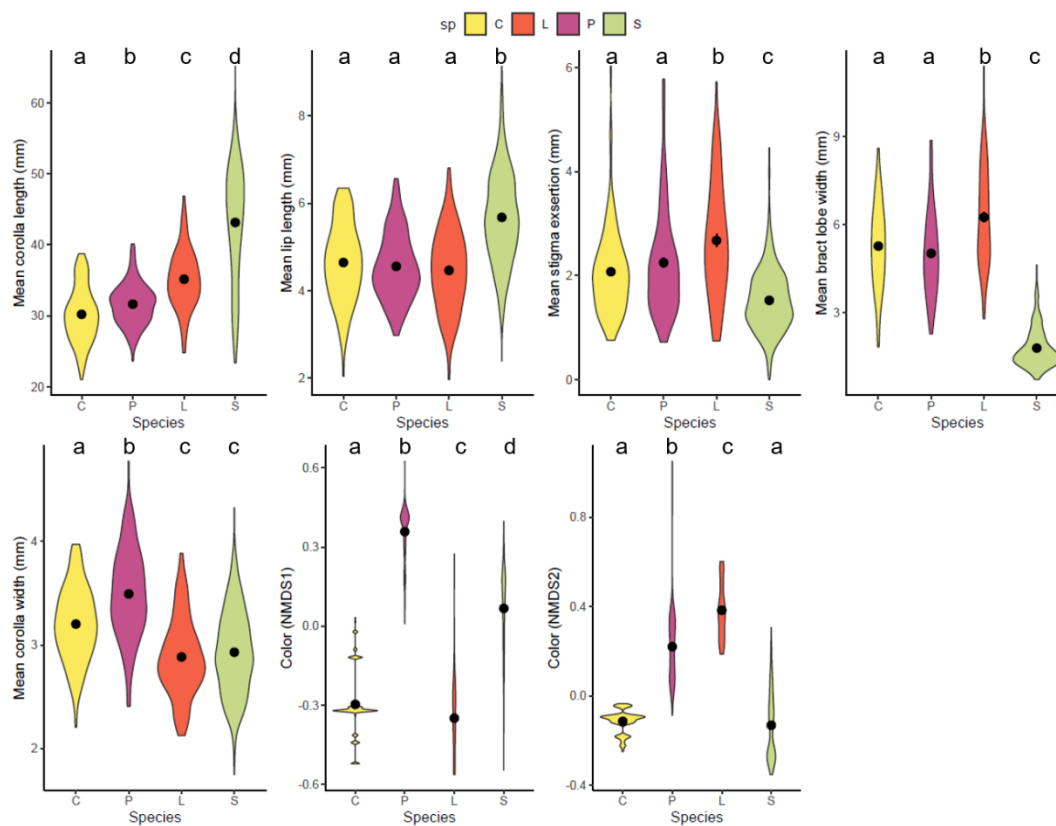 sp C L P S
a b c d
Mean corolla length (mm)
60
50
40
30
20
C P L S
Species
a a a b
Mean lip length (mm)
8
6
4
2
C P L S
Species
a a b c
Mean stigma exsertion (mm)
6
4
2
0
C P L S
Species
a a b c
Mean bract lobe width (mm)
9
6
3
C P L S
Species
a b c c
Mean corolla width (mm)
4
3
2
C P L S
Species
a b c d
Color (NMDS1)
0.6
0.3
0.0
-0.3
-0.6
C P L S
Species
a b c a
Color (NMDS2)
0.8
0.4
-0.0
-0.4
C P L S
Species